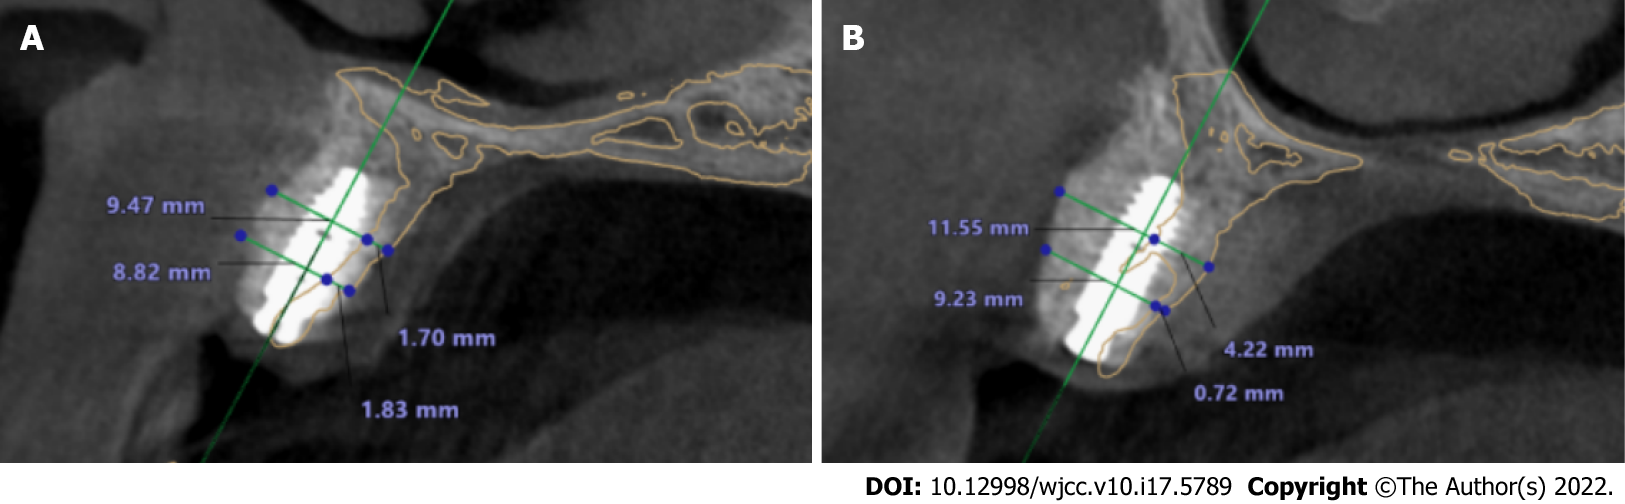 A
9.47 mm
8.82 mm
1.70 mm
1.83 mm
B
11.55 mm
9.23 mm
4.22 mm
0.72 mm
DOI: 10.12998/wjcc.v10.i17.5789 Copyright ©The Author(s) 2022.